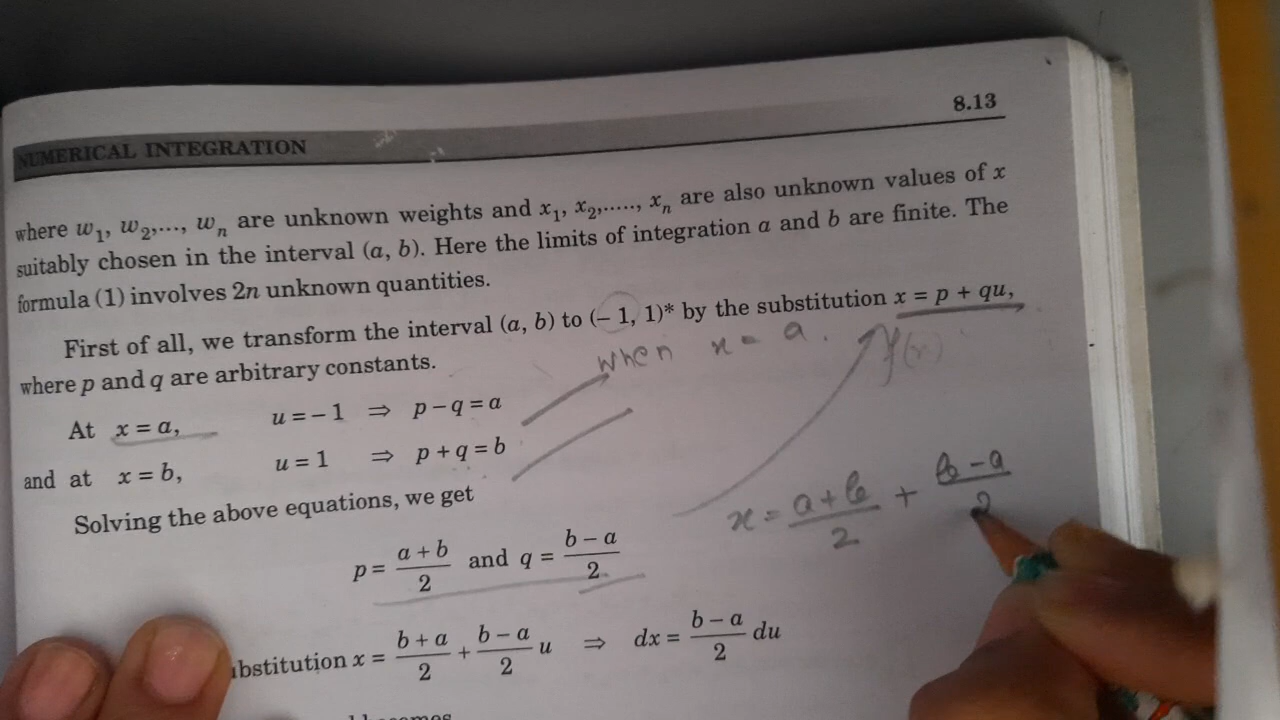 8.13
NUMERICAL INTEGRATION
where w₁, w₂,..., wₙ are unknown weights and x₁, x₂,....., xₙ are also unknown values of x
suitably chosen in the interval (a, b). Here the limits of integration a and b are finite. The
formula (1) involves 2n unknown quantities.
First of all, we transform the interval (a, b) to (– 1, 1)* by the substitution x = p + qu,
where p and q are arbitrary constants.
when x = a. f(x)
At x = a, u = – 1 ⇒ p – q = a
and at x = b, u = 1 ⇒ p + q = b
Solving the above equations, we get
x = (a + b)/2 + (b – a)/2
p = (a + b)/2 and q = (b – a)/2.
bstitution x = (b + a)/2 + (b – a)/2 u ⇒ dx = (b – a)/2 du